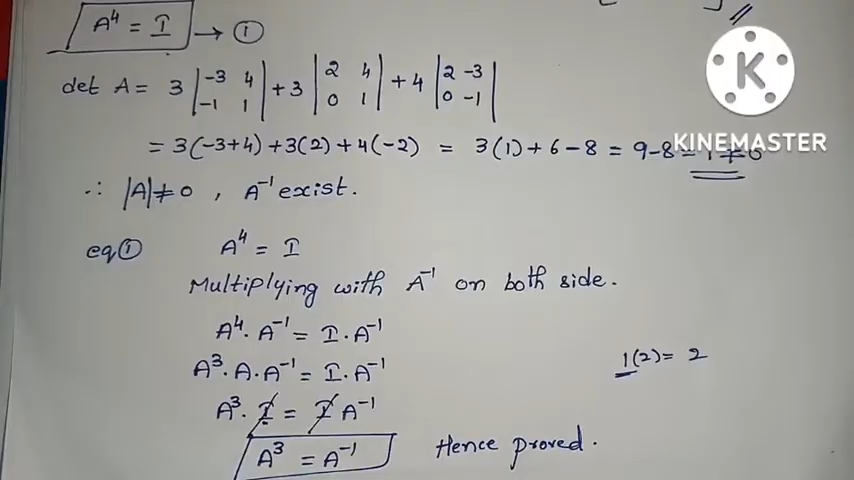 A⁴ = I → ①
det A = 3 |-3 4; -1 1| + 3 |2 4; 0 1| + 4 |2 -3; 0 -1|
= 3(-3+4) + 3(2) + 4(-2) = 3(1) + 6 - 8 = 9 - 8 = 1 ≠ 0
∴ |A| ≠ 0 , A⁻¹ exist.
eq ① A⁴ = I
Multiplying with A⁻¹ on both side.
A⁴. A⁻¹ = I. A⁻¹
A³. A. A⁻¹ = I. A⁻¹
1(2) = 2
A³. I = I A⁻¹
A³ = A⁻¹ Hence proved.
K
KINEMASTER